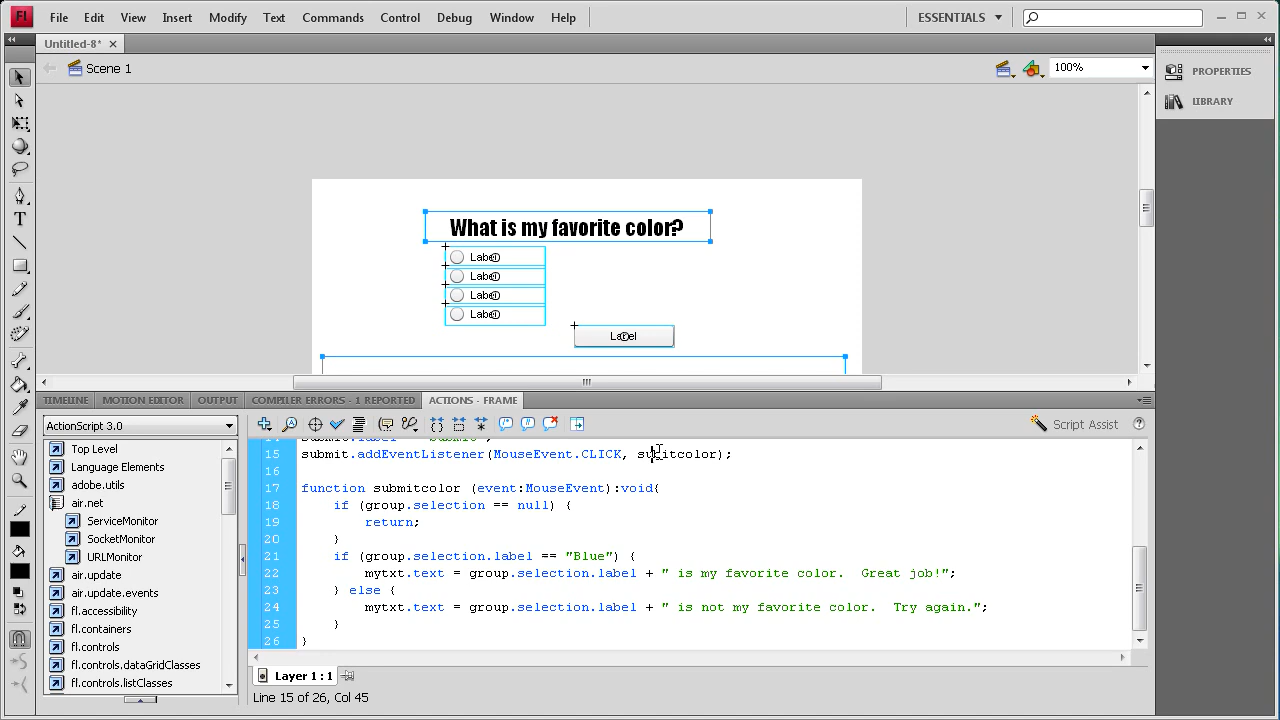 Fl File Edit View Insert Modify Text Commands Control Debug Window Help ESSENTIALS
Untitled-8*
Scene 1 100%
PROPERTIES
LIBRARY
What is my favorite color?
Label
Label
Label
Label
Label
TIMELINE MOTION EDITOR OUTPUT COMPILER ERRORS - 1 REPORTED ACTIONS - FRAME
ActionScript 3.0 Script Assist
Top Level
Language Elements
adobe.utils
air.net
ServiceMonitor
SocketMonitor
URLMonitor
air.update
air.update.events
fl.accessibility
fl.containers
fl.controls
fl.controls.dataGridClasses
fl.controls.listClasses
15 submit.addEventListener(MouseEvent.CLICK, submitcolor);
16
17 function submitcolor (event:MouseEvent):void{
18 if (group.selection == null) {
19 return;
20 }
21 if (group.selection.label == "Blue") {
22 mytxt.text = group.selection.label + " is my favorite color.  Great job!";
23 } else {
24 mytxt.text = group.selection.label + " is not my favorite color.  Try again.";
25 }
26 }
Layer 1 : 1
Line 15 of 26, Col 45